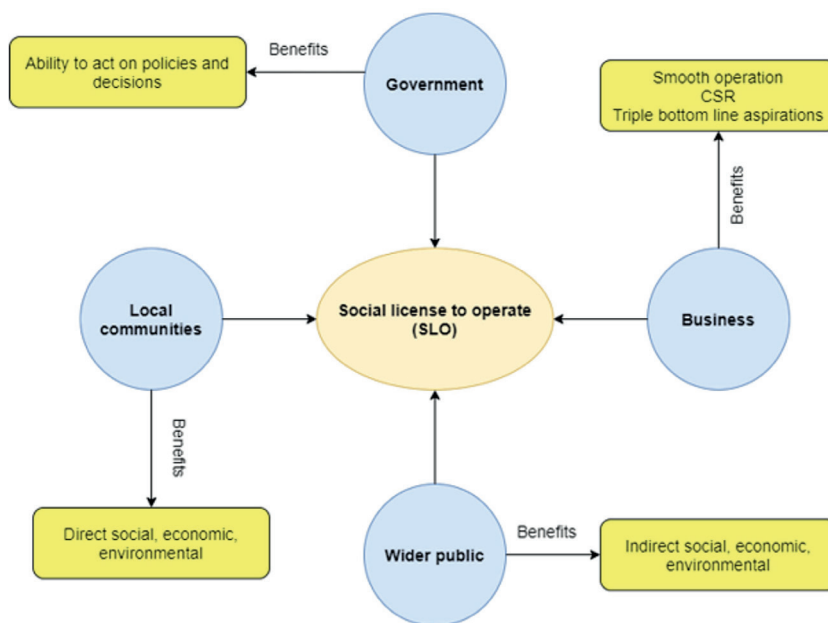 Benefits
Ability to act on policies and
decisions
Government
Smooth operation
CSR
Triple bottom line aspirations
Benefits
Local
communities
Social license to operate
(SLO)
Business
Benefits
Direct social, economic,
environmental
Wider public
Benefits
Indirect social, economic,
environmental